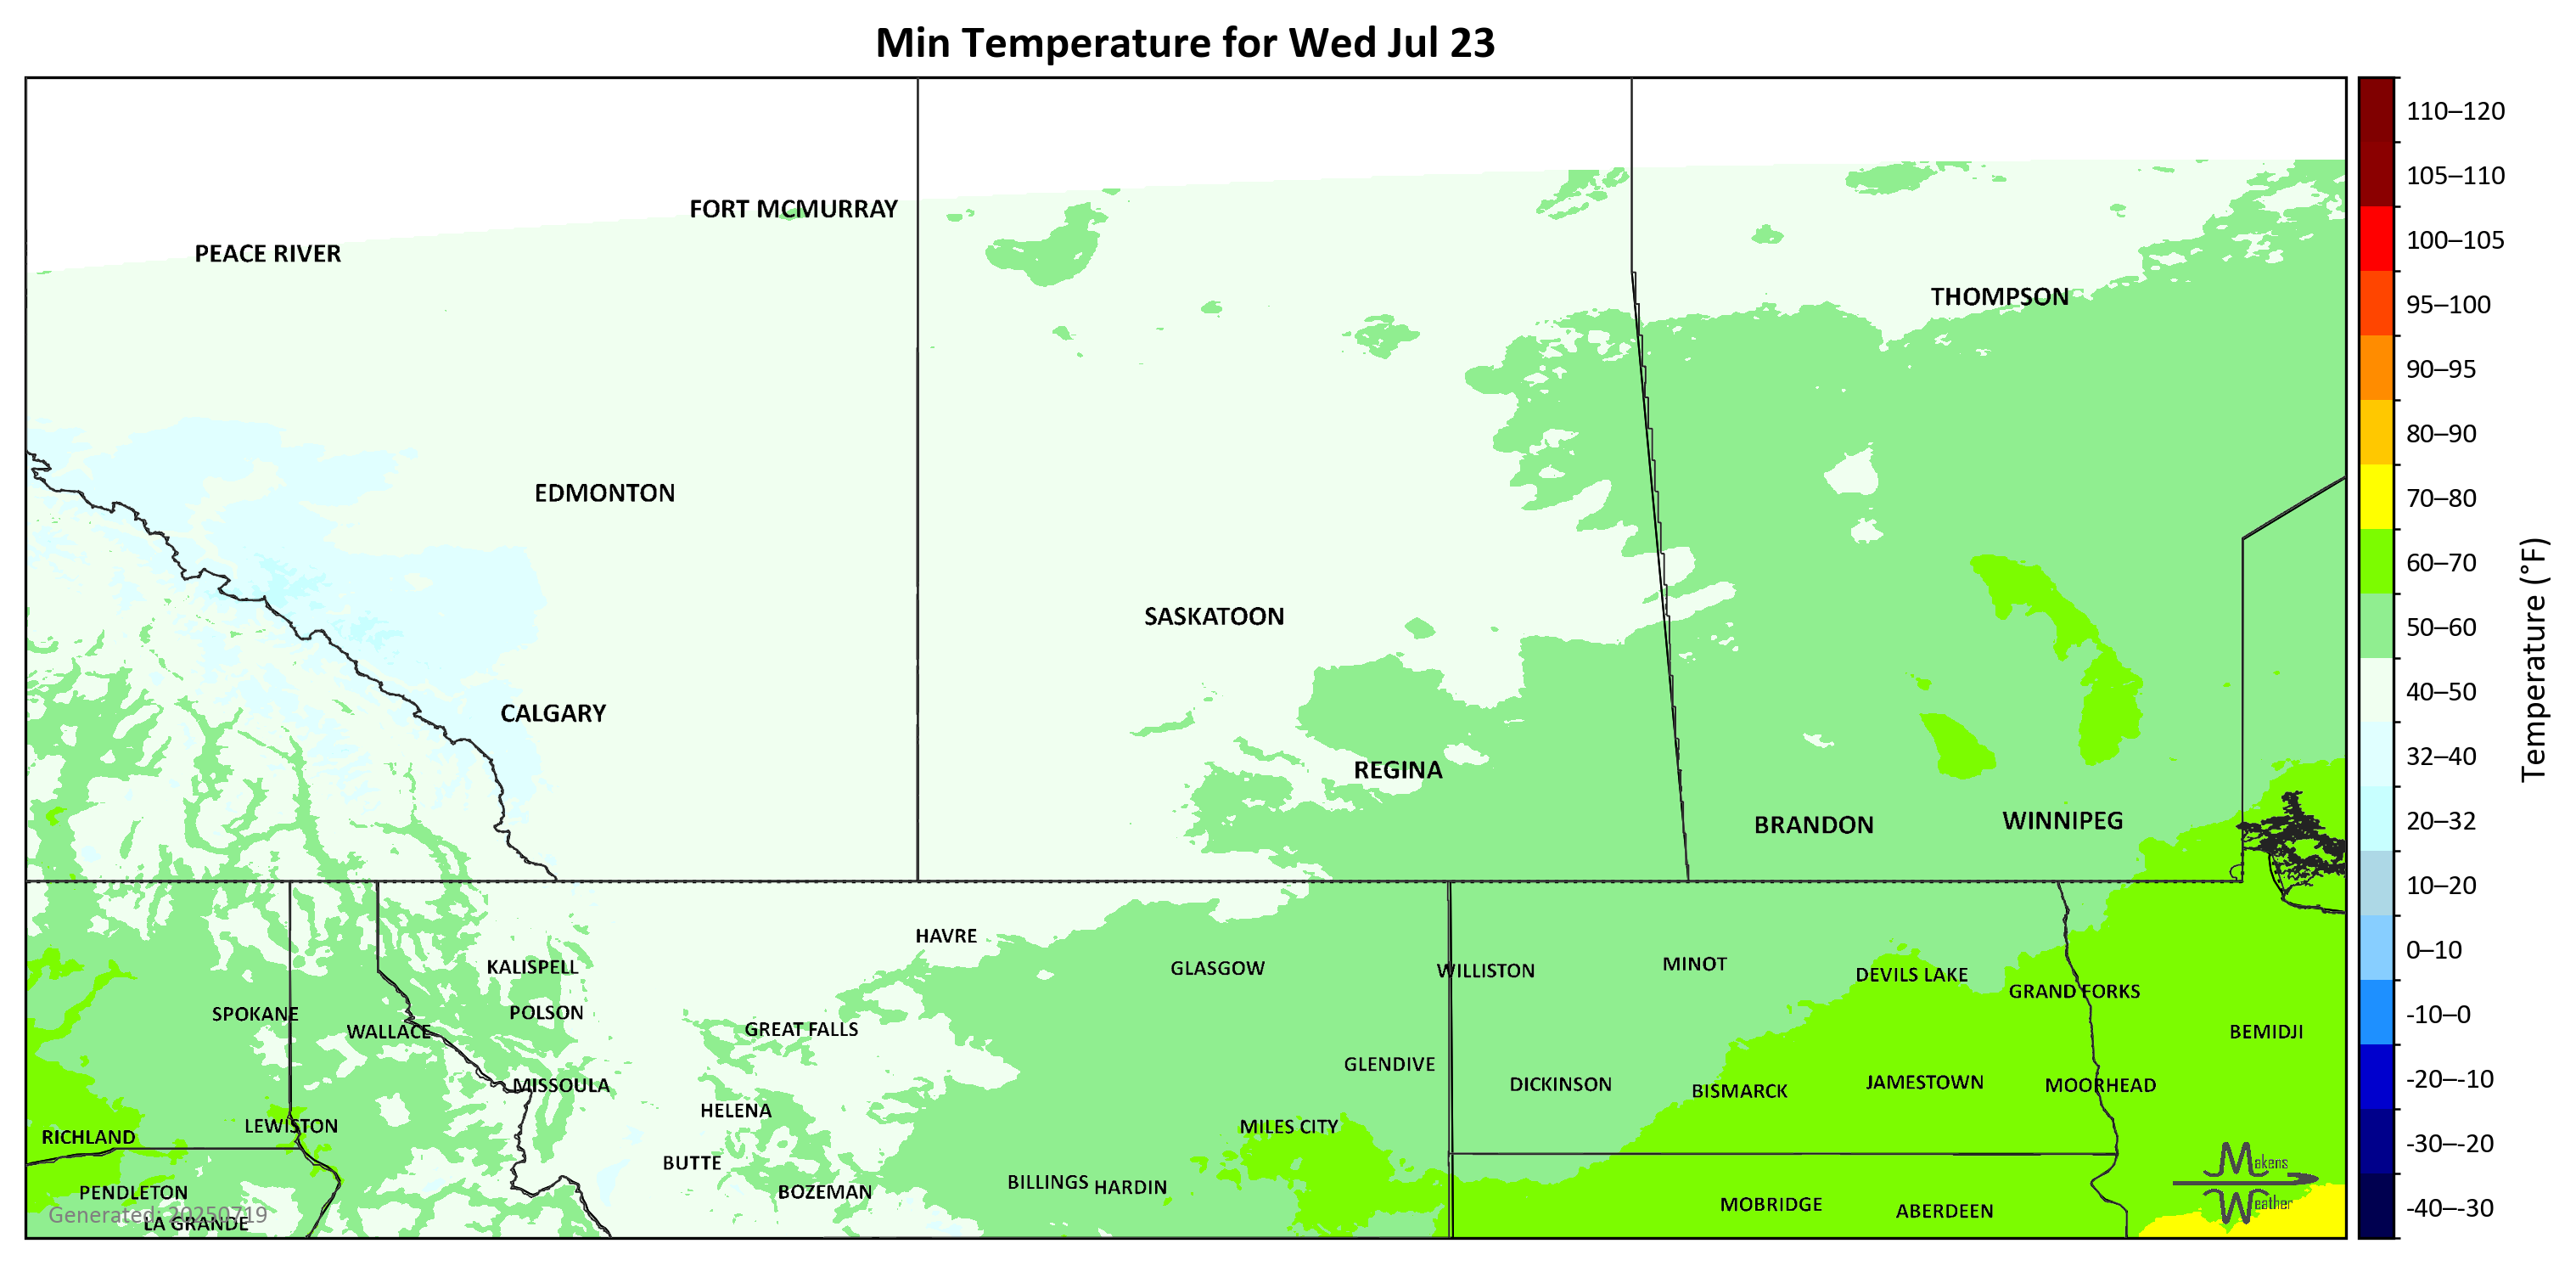 Min Temperature for Wed Jul 23
FORT MCMURRAY
PEACE RIVER
THOMPSON
EDMONTON
SASKATOON
CALGARY
REGINA
BRANDON
WINNIPEG
HAVRE
KALISPELL
GLASGOW
WILLISTON
MINOT
DEVILS LAKE
GRAND FORKS
SPOKANE
POLSON
WALLACE
GREAT FALLS
BEMIDJI
GLENDIVE
MISSOULA
DICKINSON
BISMARCK
JAMESTOWN
MOORHEAD
HELENA
LEWISTON
MILES CITY
RICHLAND
BUTTE
BILLINGS
HARDIN
PENDLETON
BOZEMAN
MOBRIDGE
ABERDEEN
Generated: 20250719
LA GRANDE
Makens
Weather
110–120
105–110
100–105
95–100
90–95
80–90
70–80
60–70
50–60
40–50
32–40
20–32
10–20
0–10
-10–0
-20–-10
-30–-20
-40–-30
Temperature (°F)